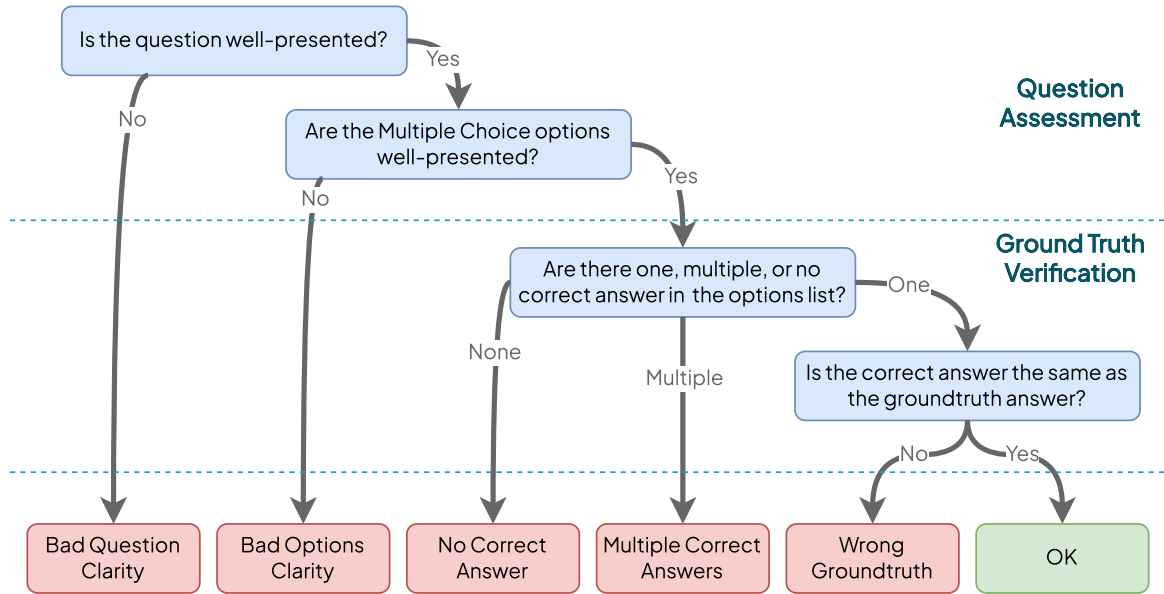 Is the question well-presented?
Yes
No
Question
Assessment
Are the Multiple Choice options
well-presented?
Yes
No
Ground Truth
Verification
Are there one, multiple, or no
correct answer in the options list?
One
None
Multiple
Is the correct answer the same as
the groundtruth answer?
No
Yes
Bad Question
Clarity
Bad Options
Clarity
No Correct
Answer
Multiple Correct
Answers
Wrong
Groundtruth
OK